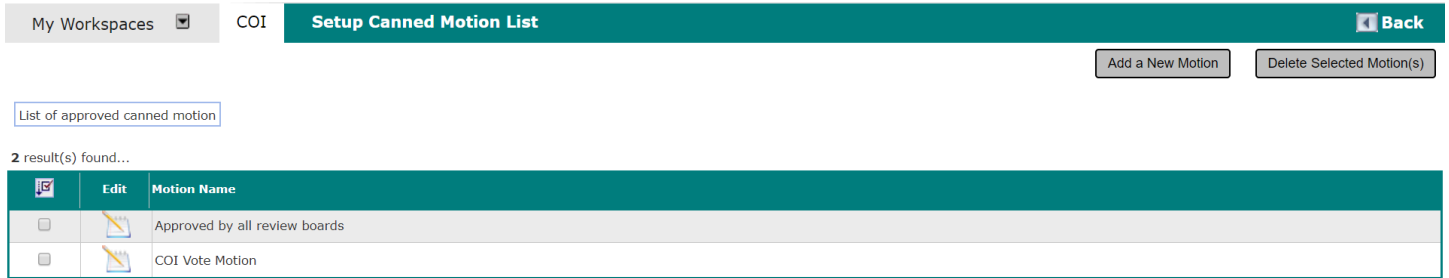 My Workspaces COI Setup Canned Motion List Back
Add a New Motion Delete Selected Motion(s)
List of approved canned motion
2 result(s) found...
Edit Motion Name
Approved by all review boards
COI Vote Motion